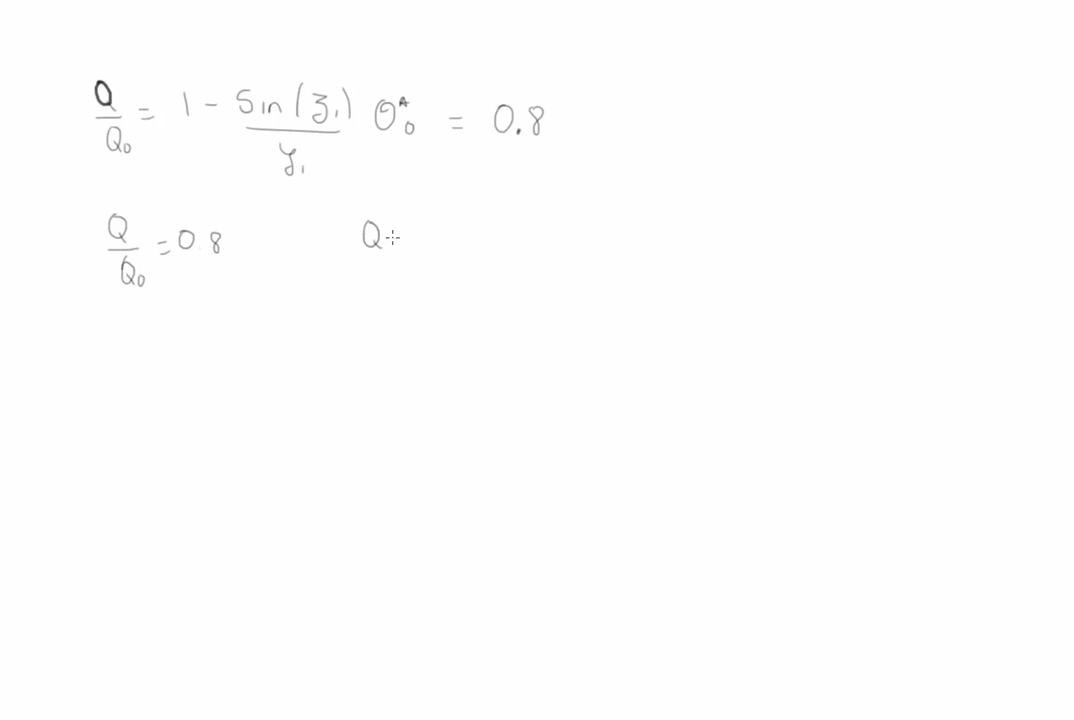 Q/Q₀ = 1 - Sin(ζ₁)/ζ₁ θ₀* = 0.8
Q/Q₀ = 0.8 Q